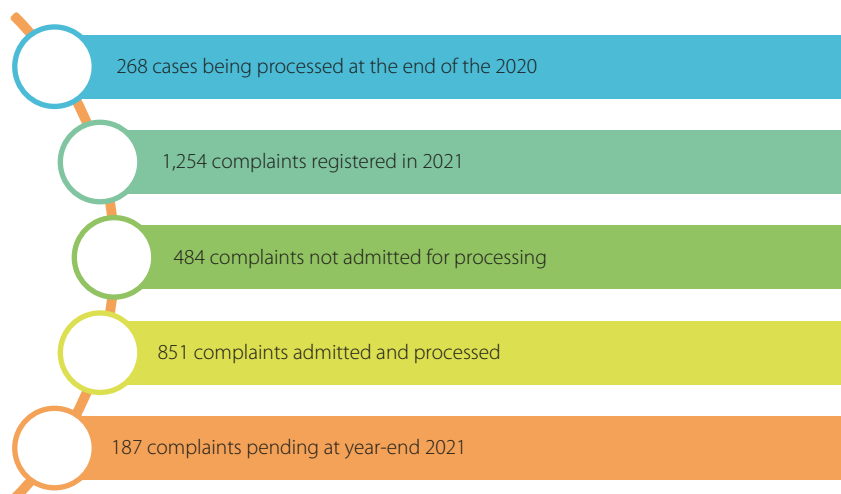 268 cases being processed at the end of the 2020
1,254 complaints registered in 2021
484 complaints not admitted for processing
851 complaints admitted and processed
187 complaints pending at year-end 2021